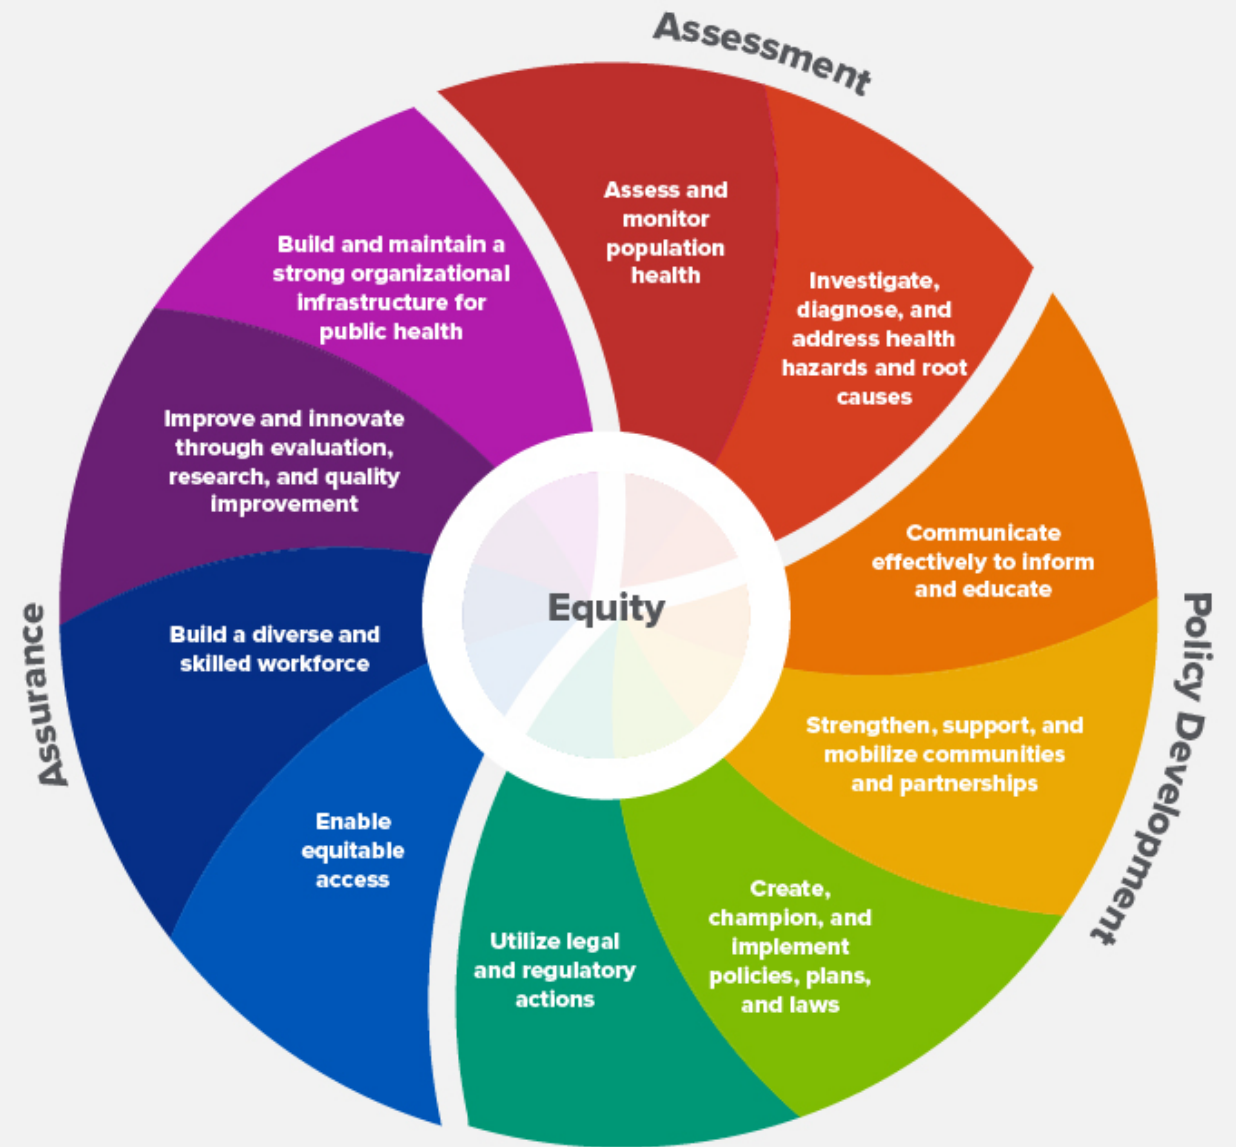 Assessment
Assess and
monitor
population
health
Investigate,
diagnose, and
address health
hazards and root
causes
Policy Development
Communicate
effectively to inform
and educate
Strengthen, support, and
mobilize communities
and partnerships
Create,
champion, and
implement
policies, plans,
and laws
Utilize legal
and regulatory
actions
Assurance
Enable
equitable
access
Build a diverse and
skilled workforce
Improve and innovate
through evaluation,
research, and quality
improvement
Build and maintain a
strong organizational
infrastructure for
public health
Equity